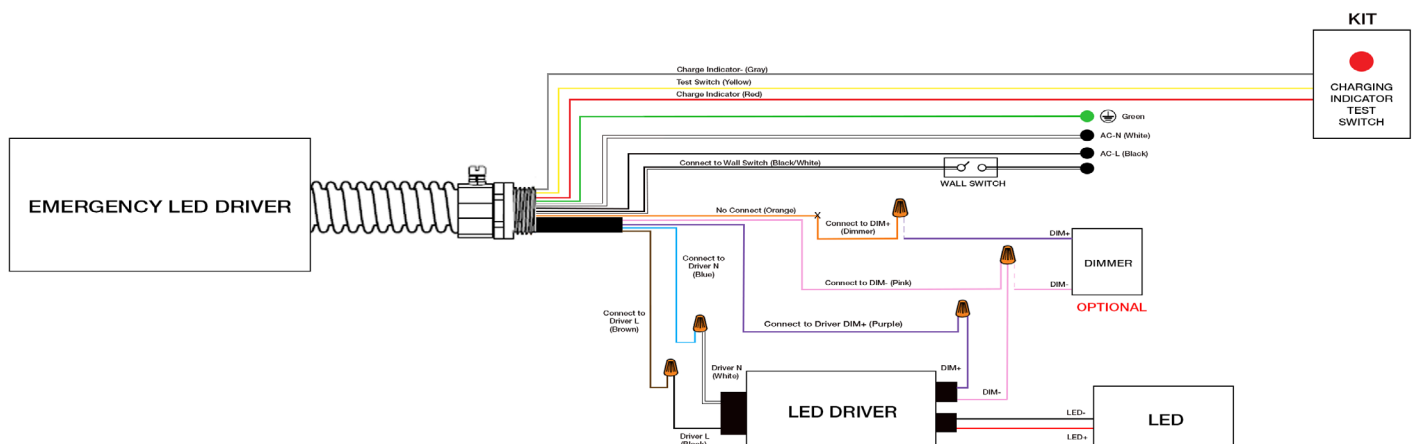 KIT
Charge Indicator- (Gray)
Test Switch (Yellow)
Charge Indicator (Red)
CHARGING
INDICATOR
TEST
SWITCH
Green
AC-N (White)
AC-L (Black)
Connect to Wall Switch (Black/White)
WALL SWITCH
EMERGENCY LED DRIVER
No Connect (Orange)
X
Connect to DIM+
(Dimmer)
DIM+
DIMMER
DIM-
OPTIONAL
Connect to
Driver N
(Blue)
Connect to DIM- (Pink)
Connect to
Driver L
(Brown)
Connect to Driver DIM+ (Purple)
Driver N
(White)
DIM+
DIM-
LED DRIVER
LED-
LED+
LED
Driver L
(Black)